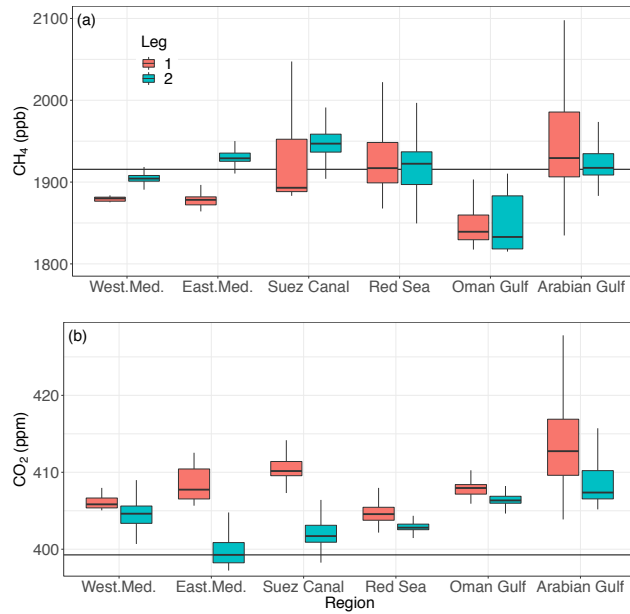 (a)
Leg
1
2
2100
2000
1900
1800
CH₄ (ppb)
West.Med. East.Med. Suez Canal Red Sea Oman Gulf Arabian Gulf
(b)
420
410
400
CO₂ (ppm)
West.Med. East.Med. Suez Canal Red Sea Oman Gulf Arabian Gulf
Region